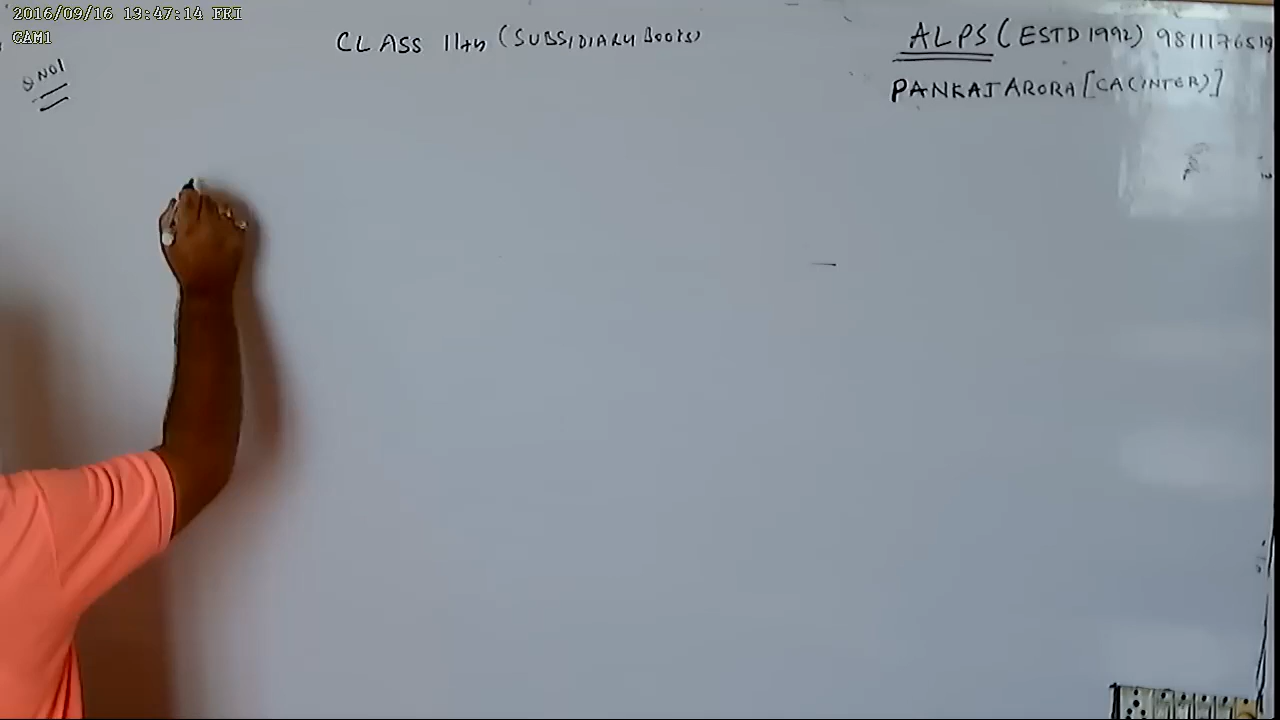 2016/09/16 13:47:14 FRI
CAM1
CLASS 11th (SUBSIDIARY BOOKS)
ALPS (ESTD 1992) 9811176519
PANKAJ ARORA [CA(INTER)]
Q NO1